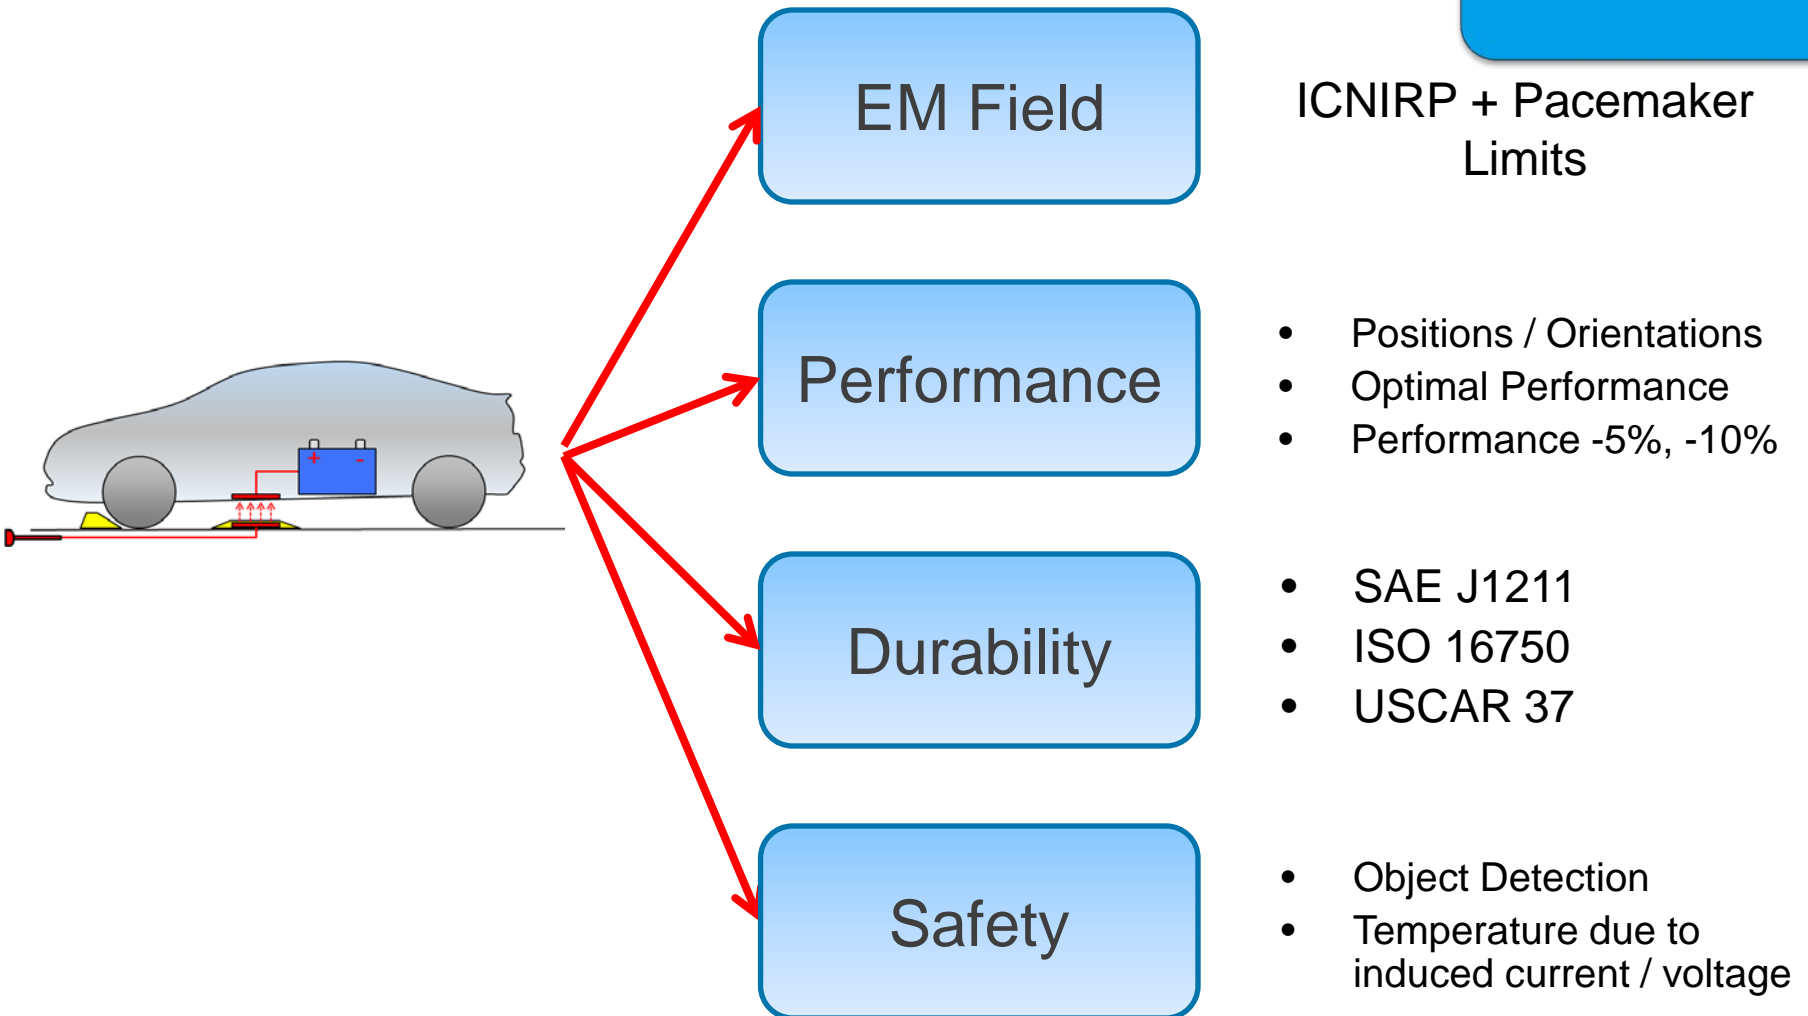 EM Field
ICNIRP + Pacemaker
Limits
Performance
• Positions / Orientations
• Optimal Performance
• Performance -5%, -10%
+ -
Durability
• SAE J1211
• ISO 16750
• USCAR 37
Safety
• Object Detection
• Temperature due to
induced current / voltage